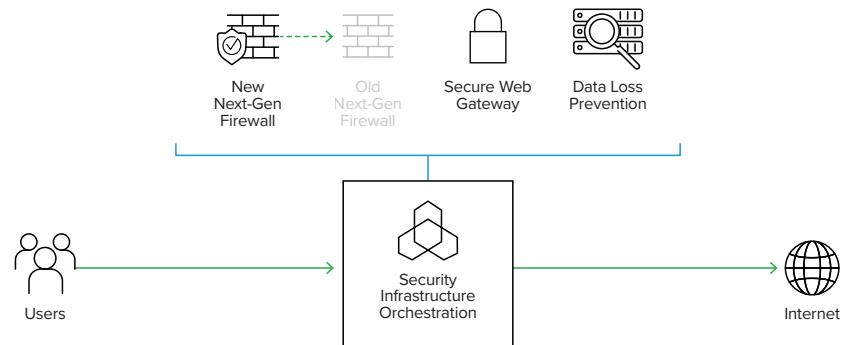 New
Next-Gen
Firewall
Old
Next-Gen
Firewall
Secure Web
Gateway
Data Loss
Prevention
Users
Security
Infrastructure
Orchestration
Internet